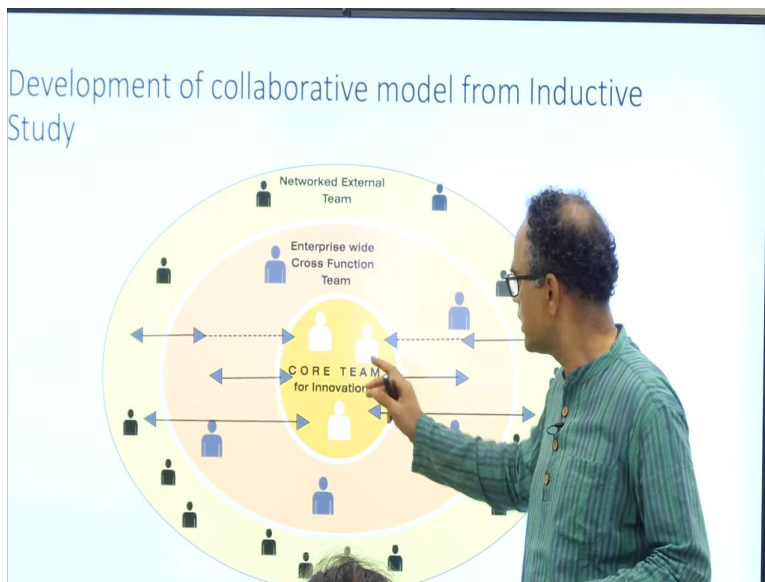 Development of collaborative model from Inductive
Study
Networked External
Team
Enterprise wide
Cross Function
Team
CORE TEAM
for Innovation